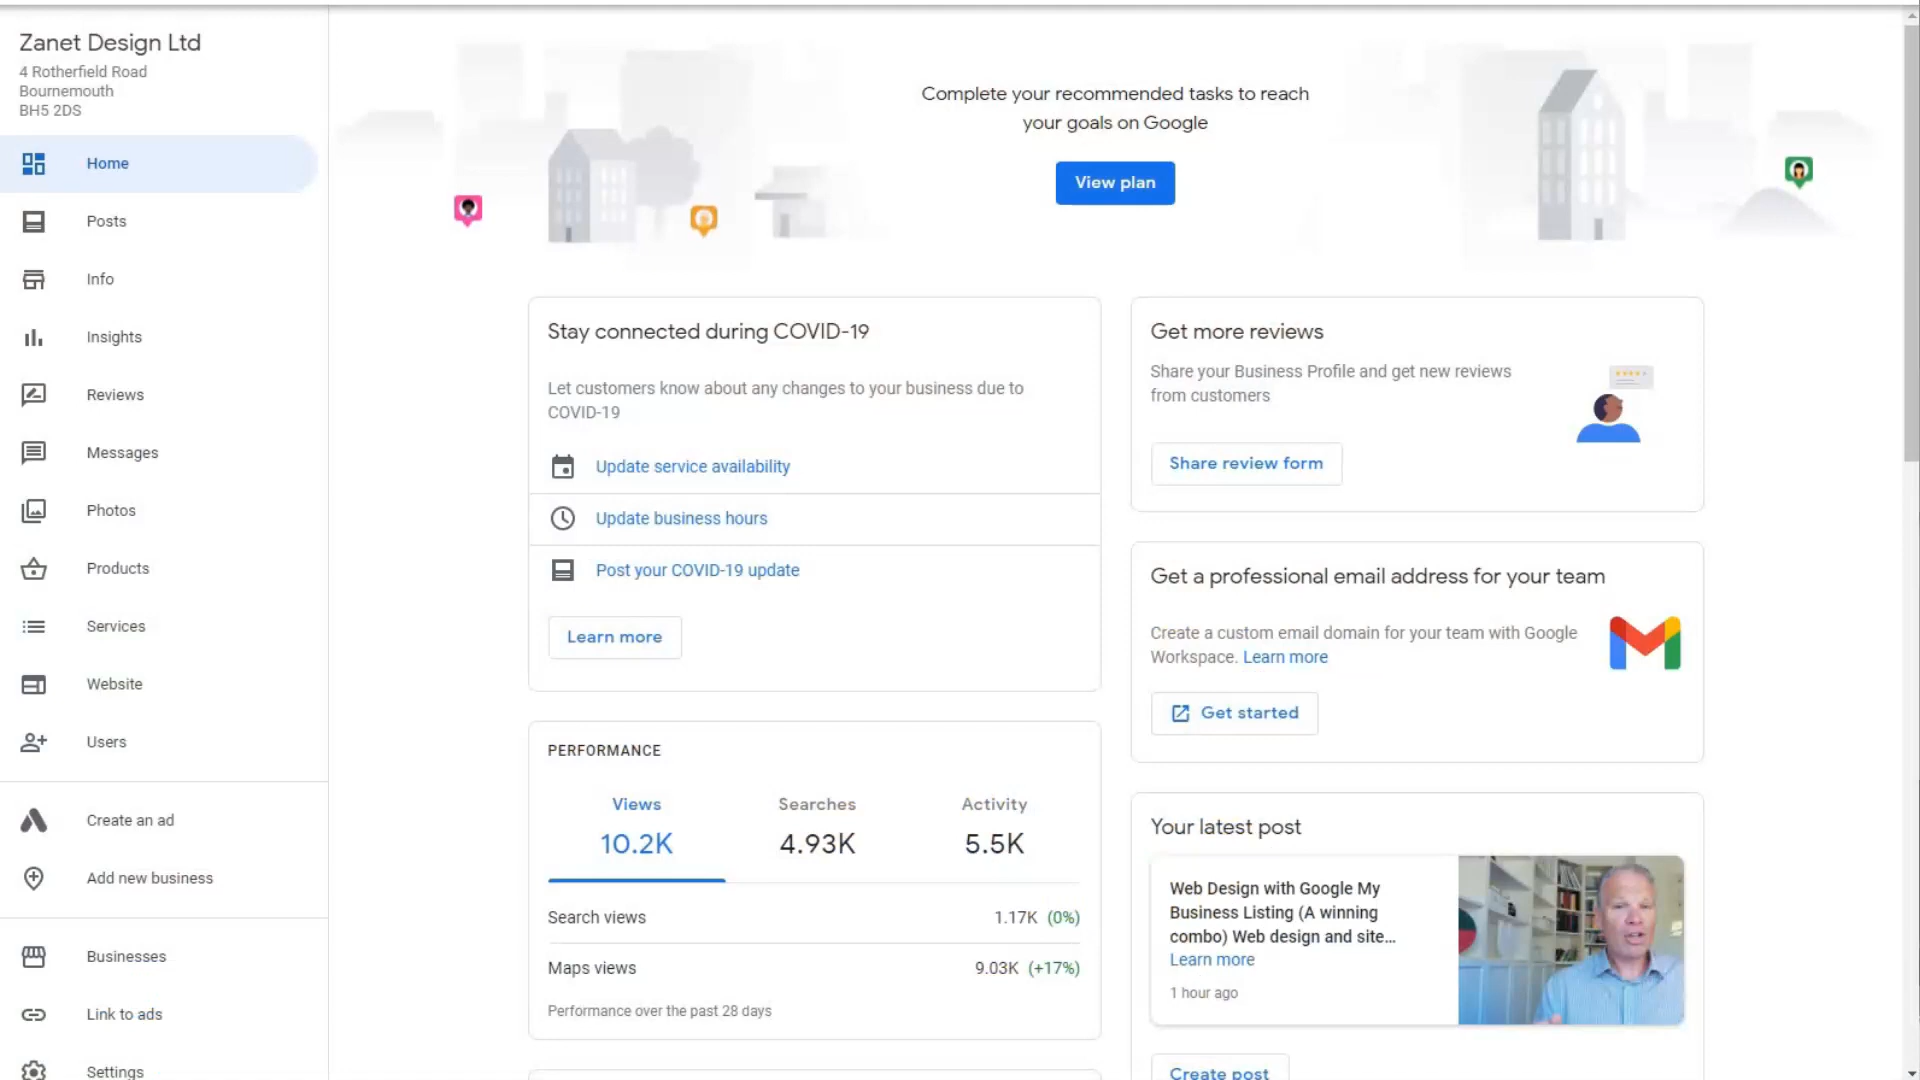 Zanet Design Ltd
4 Rotherfield Road
Bournemouth
BH5 2DS
Home
Posts
Info
Insights
Reviews
Messages
Photos
Products
Services
Website
Users
Create an ad
Add new business
Businesses
Link to ads
Settings
Complete your recommended tasks to reach
your goals on Google
View plan
Stay connected during COVID-19
Let customers know about any changes to your business due to
COVID-19
Update service availability
Update business hours
Post your COVID-19 update
Learn more
PERFORMANCE
Views Searches Activity
10.2K 4.93K 5.5K
Search views 1.17K (0%)
Maps views 9.03K (+17%)
Performance over the past 28 days
Get more reviews
Share your Business Profile and get new reviews
from customers
Share review form
Get a professional email address for your team
Create a custom email domain for your team with Google
Workspace. Learn more
Get started
Your latest post
Web Design with Google My
Business Listing (A winning
combo) Web design and site...
Learn more
1 hour ago
Create post